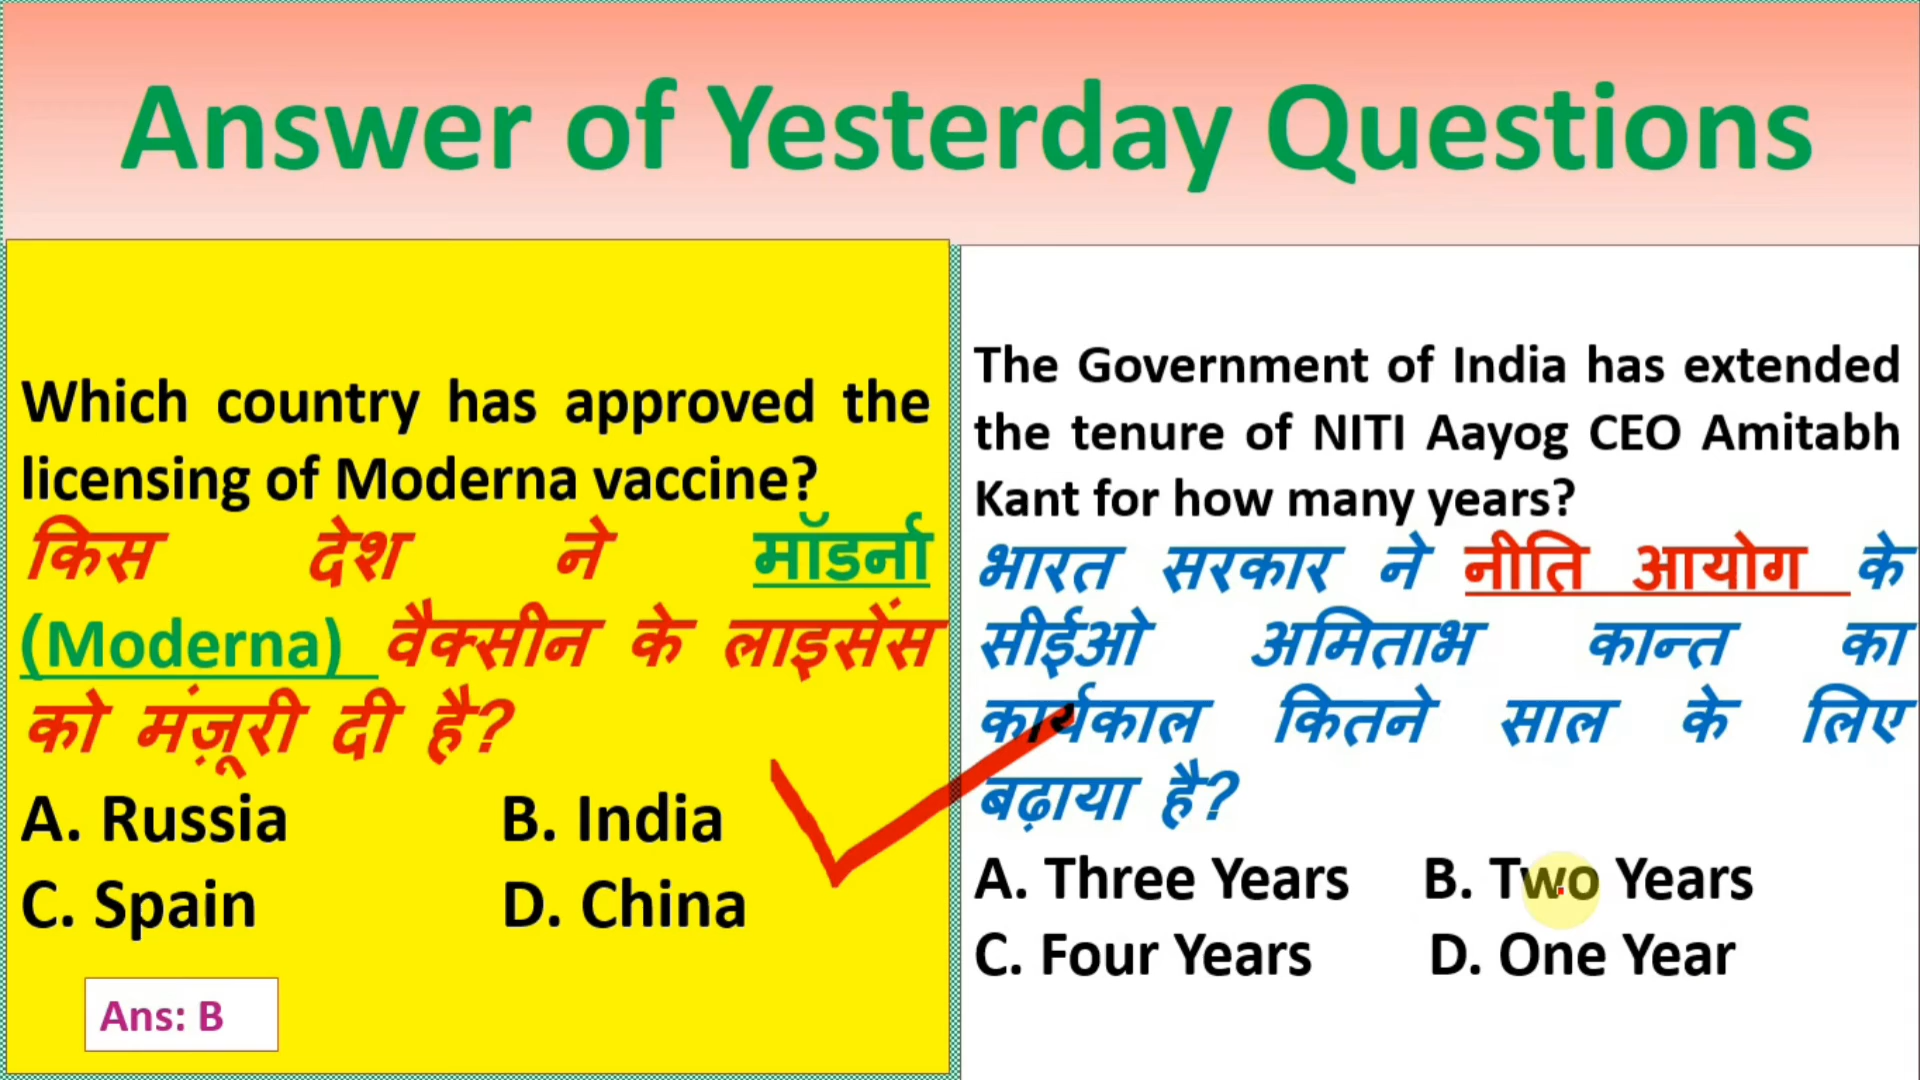 Answer of Yesterday Questions
Which country has approved the
licensing of Moderna vaccine?
किस देश ने मॉडर्ना
(Moderna) वैक्सीन के लाइसेंस
को मंज़ूरी दी है?
A. Russia B. India
C. Spain D. China
Ans: B
The Government of India has extended
the tenure of NITI Aayog CEO Amitabh
Kant for how many years?
भारत सरकार ने नीति आयोग के
सीईओ अमिताभ कान्त का
कार्यकाल कितने साल के लिए
बढ़ाया है?
A. Three Years B. Two Years
C. Four Years D. One Year